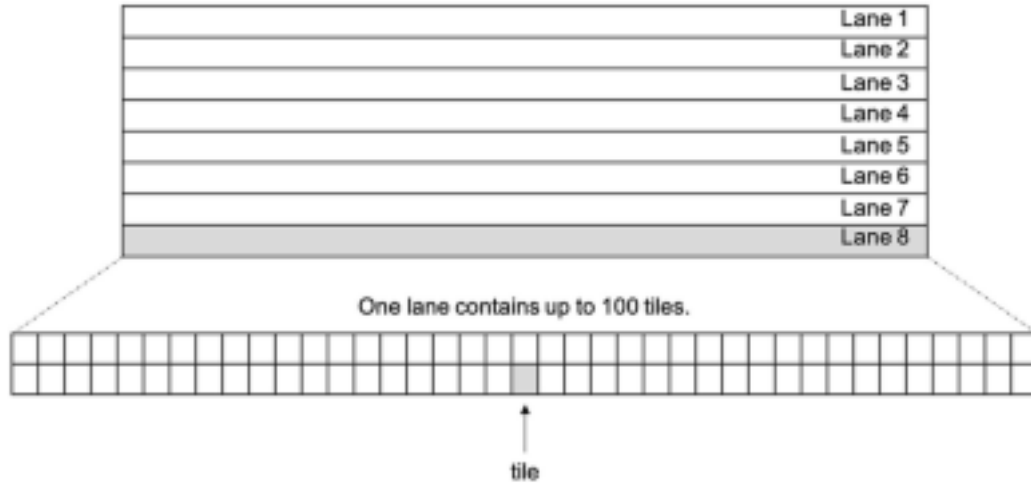 Lane 1
Lane 2
Lane 3
Lane 4
Lane 5
Lane 6
Lane 7
Lane 8
One lane contains up to 100 tiles.
tile